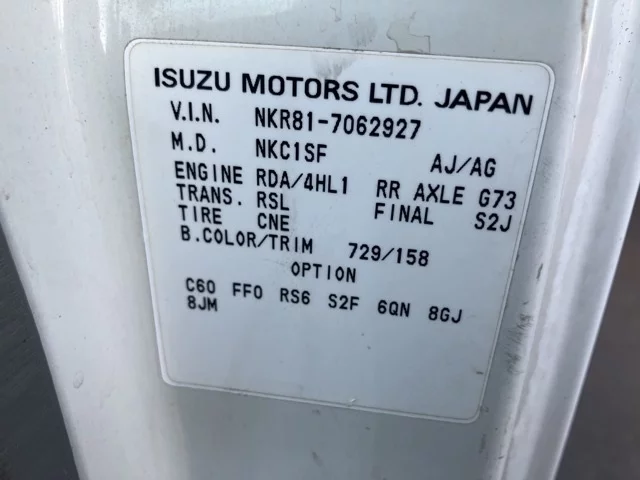 ISUZU MOTORS LTD. JAPAN
V.I.N. NKR81-7062927
M.D. NKC1SF AJ/AG
ENGINE RDA/4HL1 RR AXLE G73
TRANS. RSL FINAL S2J
TIRE CNE
B.COLOR/TRIM 729/158
OPTION
C60 FF0 RS6 S2F 6QN 8GJ
8JM